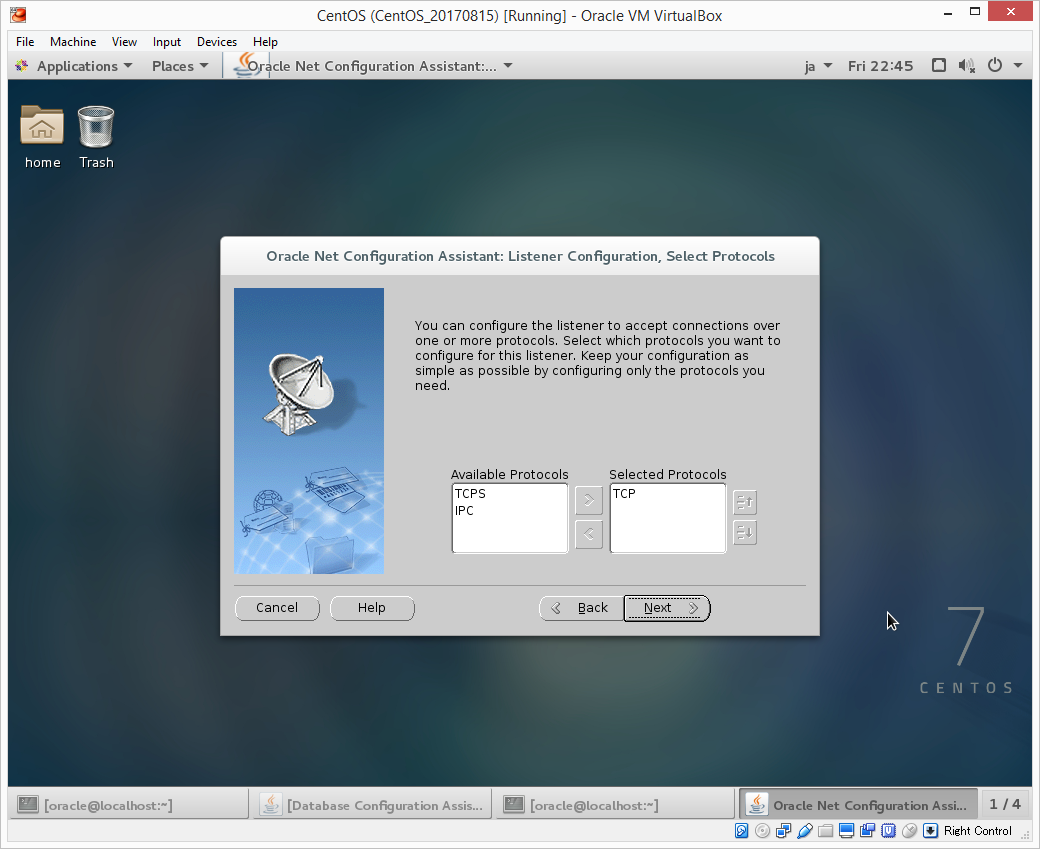 CentOS (CentOS_20170815) [Running] - Oracle VM VirtualBox
File Machine View Input Devices Help
Applications Places Oracle Net Configuration Assistant:... ja Fri 22:45
home Trash
Oracle Net Configuration Assistant: Listener Configuration, Select Protocols
You can configure the listener to accept connections over
one or more protocols. Select which protocols you want to
configure for this listener. Keep your configuration as
simple as possible by configuring only the protocols you
need.
Available Protocols Selected Protocols
TCPS TCP
IPC
Cancel Help Back Next
7
CENTOS
[oracle@localhost:~] [Database Configuration Assis... [oracle@localhost:~] Oracle Net Configuration Assi... 1 / 4
Right Control